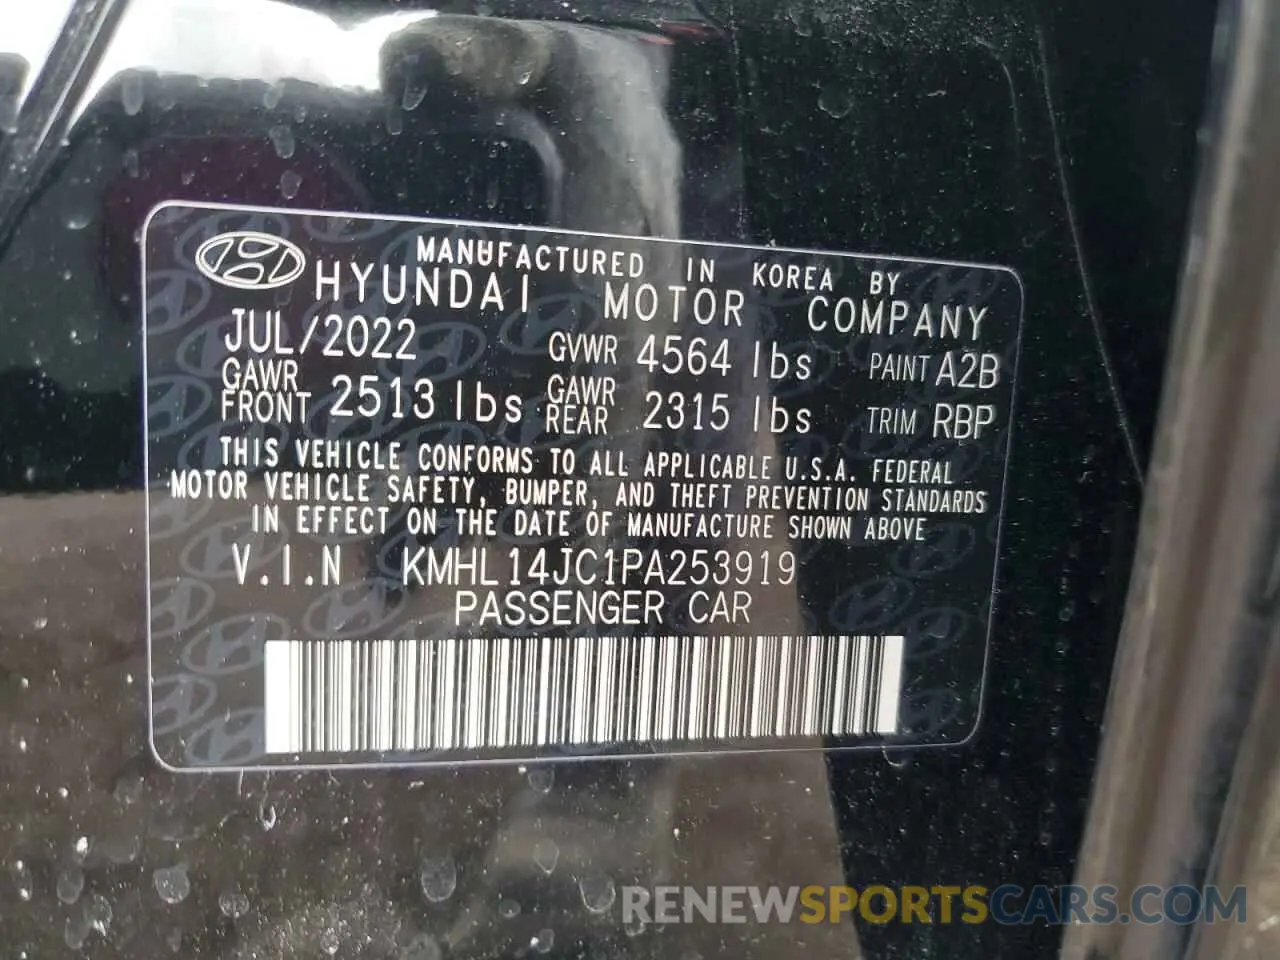 MANUFACTURED IN KOREA BY
HYUNDAI MOTOR COMPANY
JUL/2022 GVWR 4564 lbs PAINT A2B
GAWR FRONT 2513 lbs GAWR REAR 2315 lbs TRIM RBP
THIS VEHICLE CONFORMS TO ALL APPLICABLE U.S.A. FEDERAL
MOTOR VEHICLE SAFETY, BUMPER, AND THEFT PREVENTION STANDARDS
IN EFFECT ON THE DATE OF MANUFACTURE SHOWN ABOVE
V.I.N KMHL14JC1PA253919
PASSENGER CAR
RENEWSPORTSCARS.COM